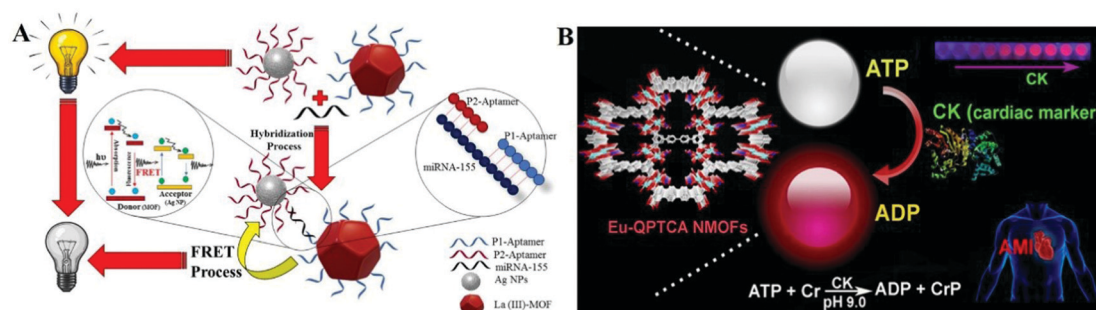 A
P2-Aptamer
P1-Aptamer
miRNA-155
Hybridization
Process
hυ
Absorption
Fluorescence
FRET
Donor (MOF)
Acceptor
(Ag NP)
FRET
Process
P1-Aptamer
P2-Aptamer
miRNA-155
Ag NPs
La (III)-MOF
B
ATP
CK
CK (cardiac marker
ADP
Eu-QPTCA NMOFs
AMI
ATP + Cr CK pH 9.0 ADP + CrP